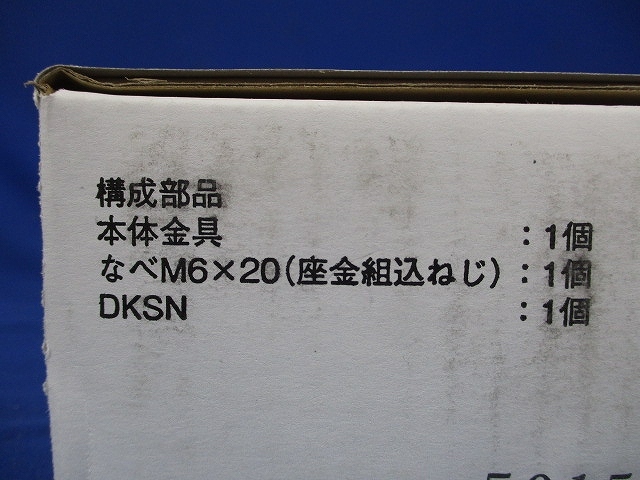 構成部品
本体金具 : 1個
なべM6×20(座金組込ねじ) : 1個
DKSN : 1個